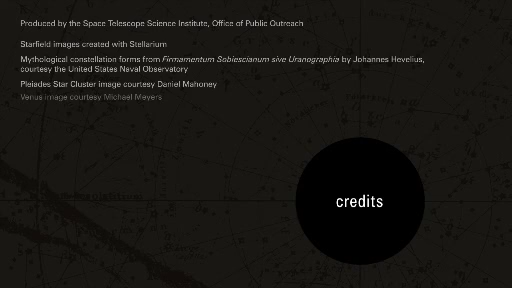 Produced by the Space Telescope Science Institute, Office of Public Outreach
Starfield images created with Stellarium
Mythological constellation forms from Firmamentum Sobiescianum sive Uranographia by Johannes Hevelius,
courtesy the United States Naval Observatory
Pleiades Star Cluster image courtesy Daniel Mahoney
Venus image courtesy Michael Meyers
credits